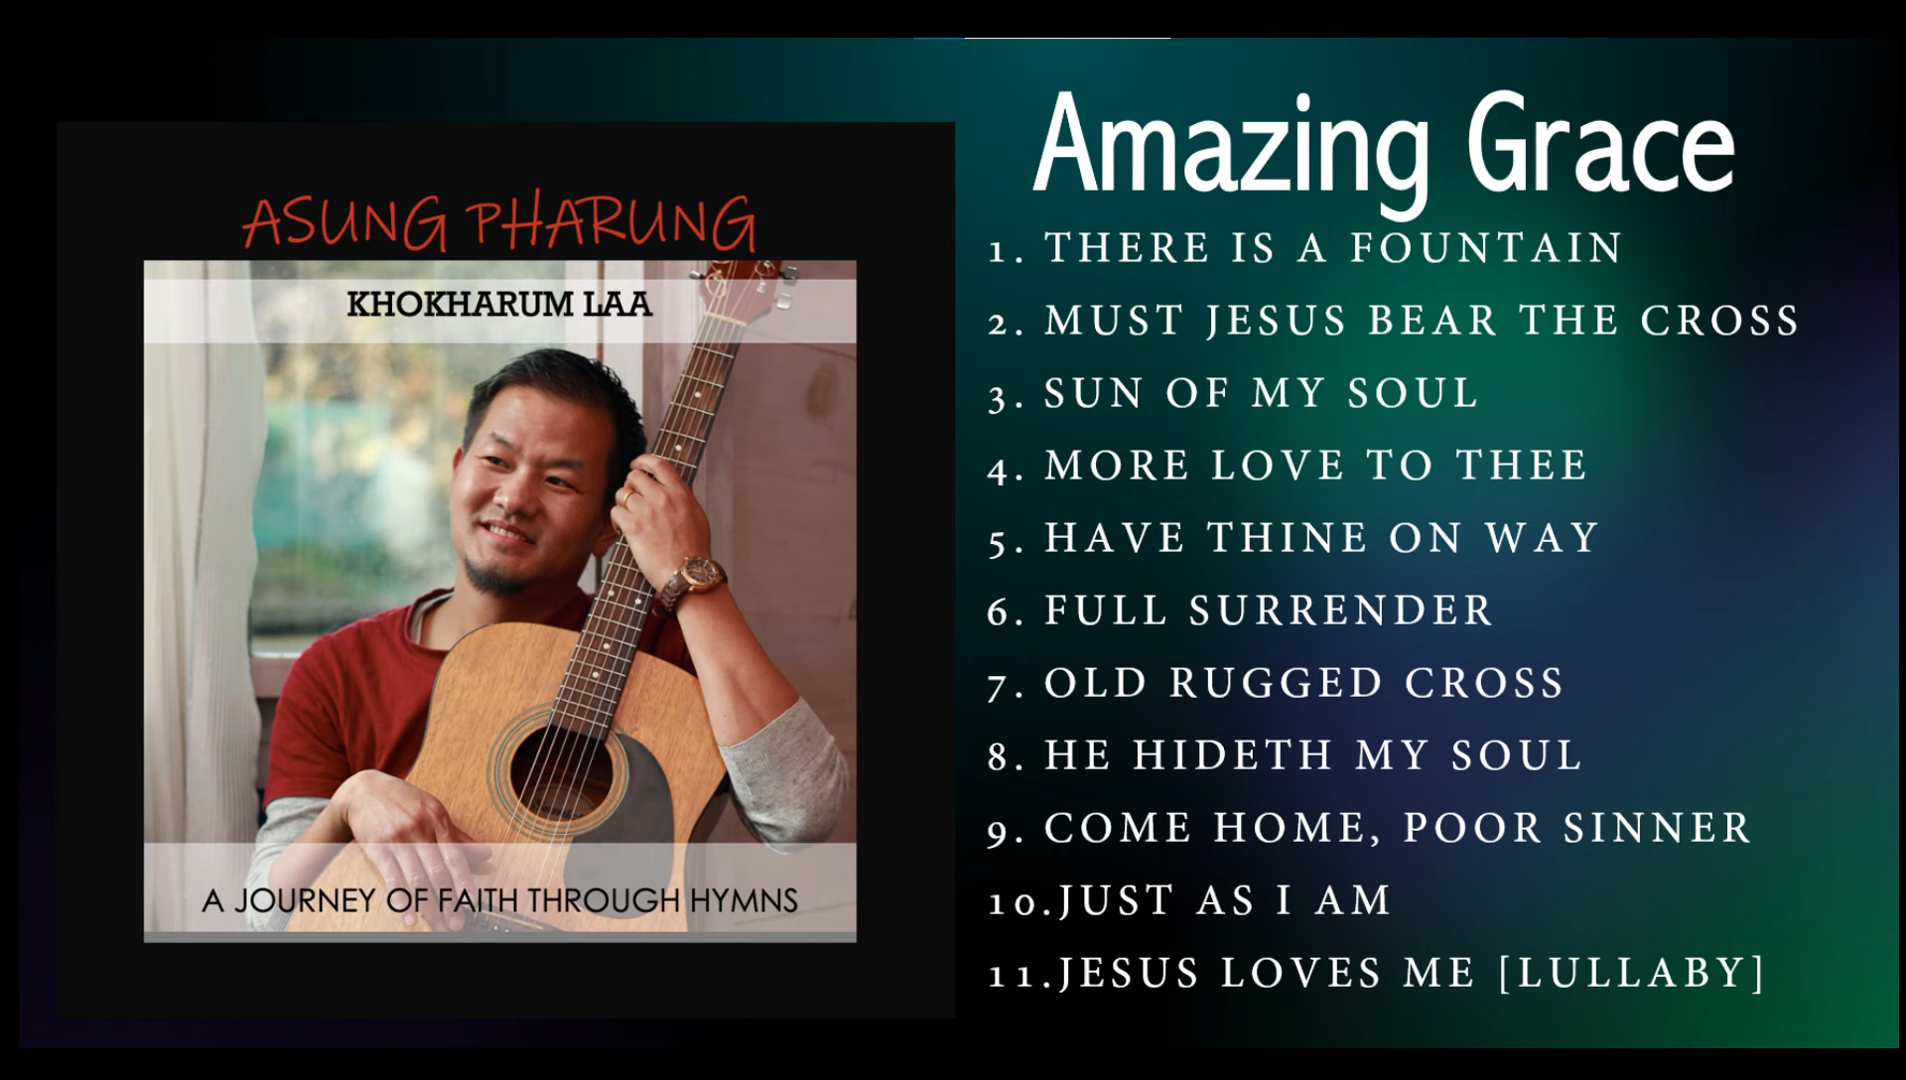 ASUNG PHARUNG
KHOKHARUM LAA
A JOURNEY OF FAITH THROUGH HYMNS
Amazing Grace
1. THERE IS A FOUNTAIN
2. MUST JESUS BEAR THE CROSS
3. SUN OF MY SOUL
4. MORE LOVE TO THEE
5. HAVE THINE ON WAY
6. FULL SURRENDER
7. OLD RUGGED CROSS
8. HE HIDETH MY SOUL
9. COME HOME, POOR SINNER
10.JUST AS I AM
11.JESUS LOVES ME [LULLABY]